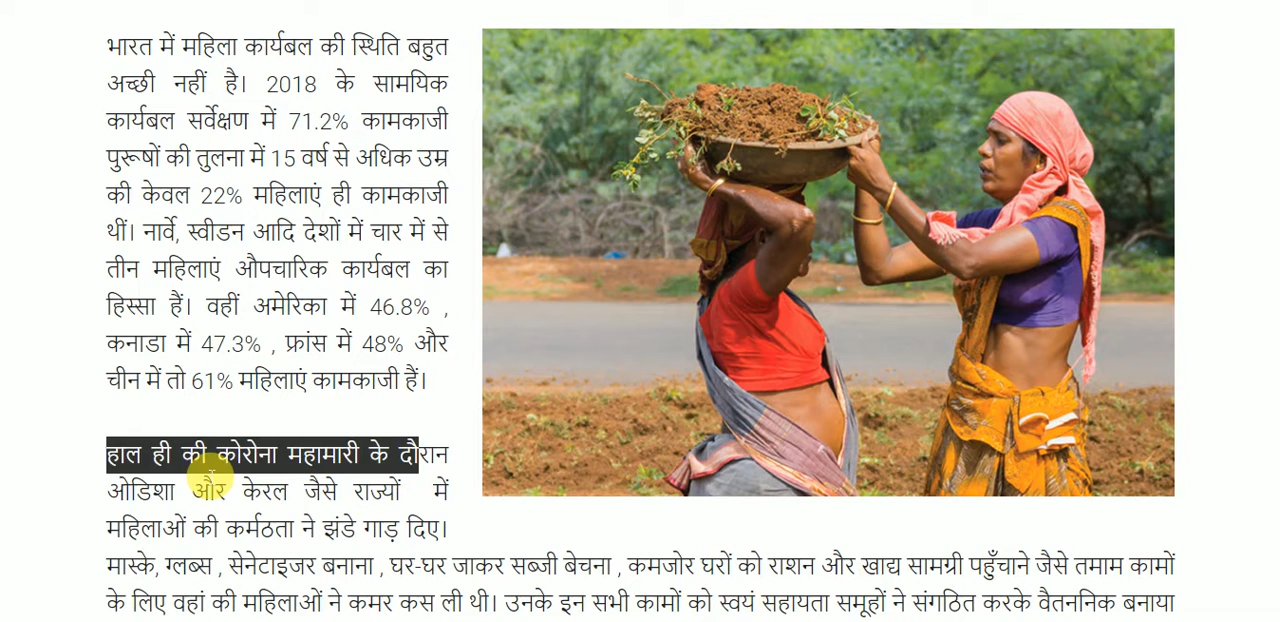 भारत में महिला कार्यबल की स्थिति बहुत
अच्छी नहीं है। 2018 के सामयिक
कार्यबल सर्वेक्षण में 71.2% कामकाजी
पुरूषों की तुलना में 15 वर्ष से अधिक उम्र
की केवल 22% महिलाएं ही कामकाजी
थीं। नार्वे, स्वीडन आदि देशों में चार में से
तीन महिलाएं औपचारिक कार्यबल का
हिस्सा हैं। वहीं अमेरिका में 46.8% ,
कनाडा में 47.3% , फ्रांस में 48% और
चीन में तो 61% महिलाएं कामकाजी हैं।
हाल ही की कोरोना महामारी के दौरान
ओडिशा और केरल जैसे राज्यों में
महिलाओं की कर्मठता ने झंडे गाड़ दिए।
मास्के, ग्लब्स , सेनेटाइजर बनाना , घर-घर जाकर सब्जी बेचना , कमजोर घरों को राशन और खाद्य सामग्री पहुँचाने जैसे तमाम कामों
के लिए वहां की महिलाओं ने कमर कस ली थी। उनके इन सभी कामों को स्वयं सहायता समूहों ने संगठित करके वैतननिक बनाया